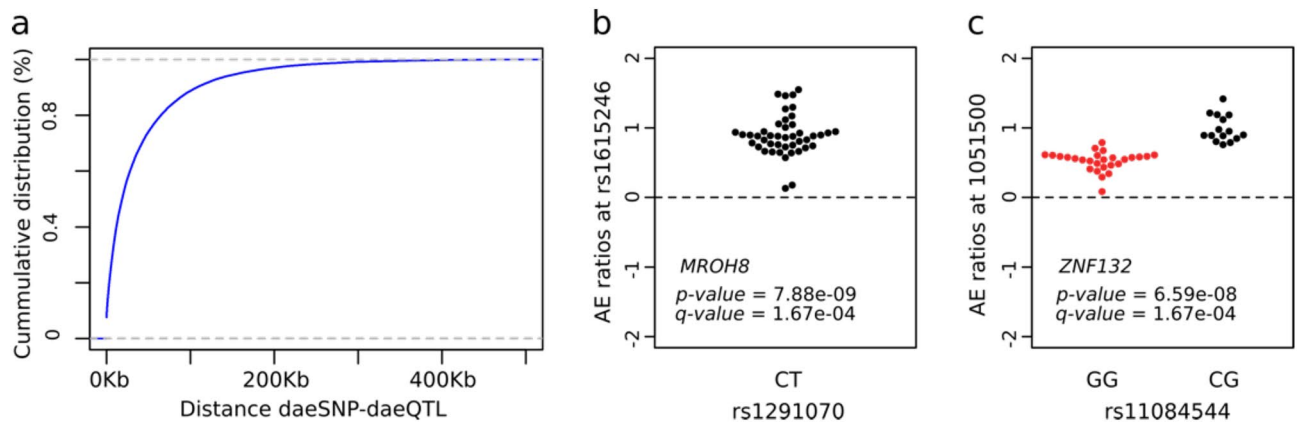 a
Cummulative distribution (%)
0.8
0.4
0
0Kb 200Kb 400Kb
Distance daeSNP-daeQTL
b
AE ratios at rs1615246
2
1
0
-1
-2
MROH8
p-value = 7.88e-09
q-value = 1.67e-04
CT
rs1291070
c
AE ratios at 1051500
2
1
0
-1
-2
ZNF132
p-value = 6.59e-08
q-value = 1.67e-04
GG CG
rs11084544